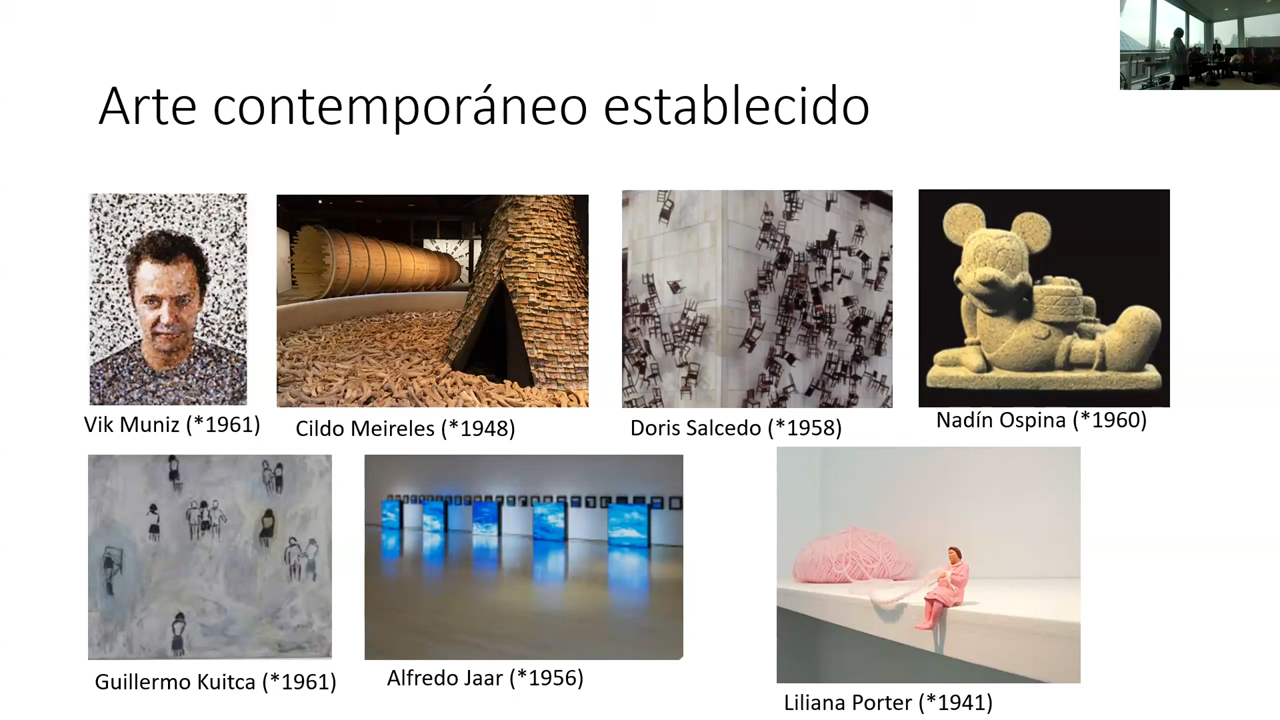 Arte contemporáneo establecido
Vik Muniz (*1961)
Cildo Meireles (*1948)
Doris Salcedo (*1958)
Nadín Ospina (*1960)
Guillermo Kuitca (*1961)
Alfredo Jaar (*1956)
Liliana Porter (*1941)